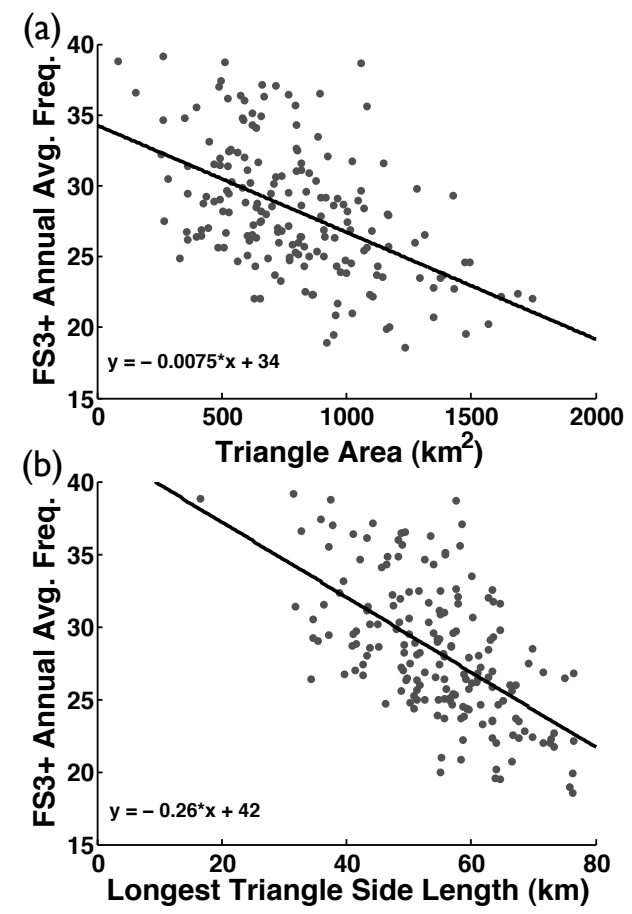 (a)
FS3+ Annual Avg. Freq.
40
35
30
25
20
15
y = − 0.0075*x + 34
0 500 1000 1500 2000
Triangle Area (km²)
(b)
FS3+ Annual Avg. Freq.
40
35
30
25
20
15
y = − 0.26*x + 42
0 20 40 60 80
Longest Triangle Side Length (km)